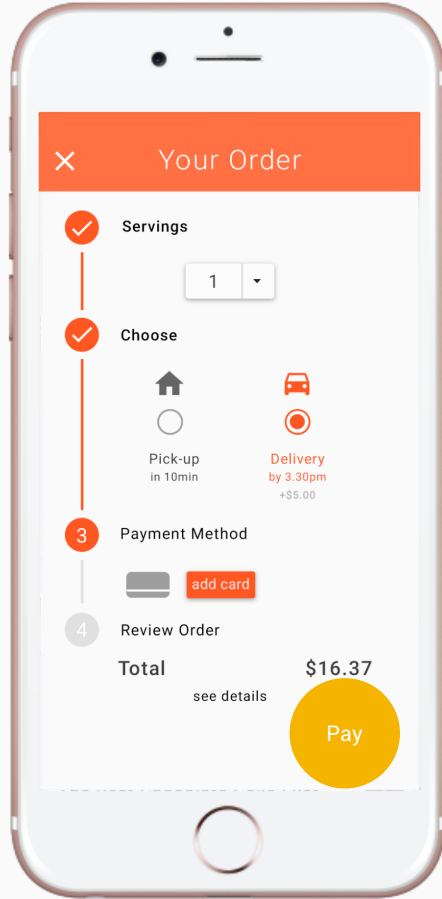 Your Order
Servings
1
Choose
Pick-up
in 10min
Delivery
by 3.30pm
+$5.00
3
Payment Method
add card
4
Review Order
Total $16.37
see details
Pay